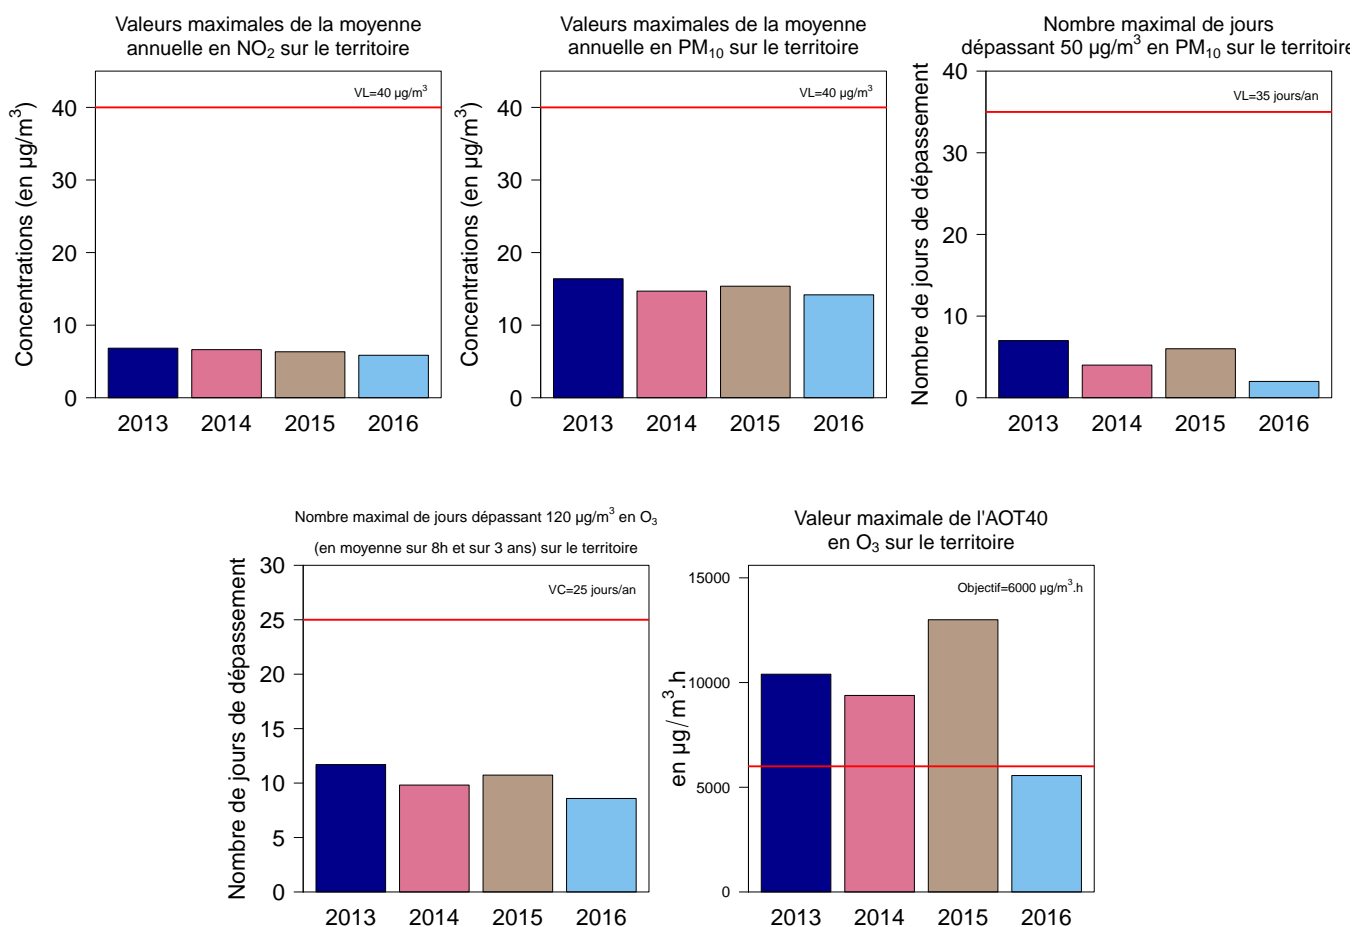 Valeurs maximales de la moyenne
annuelle en NO₂ sur le territoire
VL=40 µg/m³
Concentrations (en µg/m³)
40
30
20
10
0
2013 2014 2015 2016
Valeurs maximales de la moyenne
annuelle en PM₁₀ sur le territoire
VL=40 µg/m³
Concentrations (en µg/m³)
40
30
20
10
0
2013 2014 2015 2016
Nombre maximal de jours
dépassant 50 µg/m³ en PM₁₀ sur le territoire
VL=35 jours/an
Nombre de jours de dépassement
40
30
20
10
0
2013 2014 2015 2016
Nombre maximal de jours dépassant 120 µg/m³ en O₃
(en moyenne sur 8h et sur 3 ans) sur le territoire
VC=25 jours/an
Nombre de jours de dépassement
30
25
20
15
10
5
0
2013 2014 2015 2016
Valeur maximale de l'AOT40
en O₃ sur le territoire
Objectif=6000 µg/m³.h
en µg/m³.h
15000
10000
5000
0
2013 2014 2015 2016